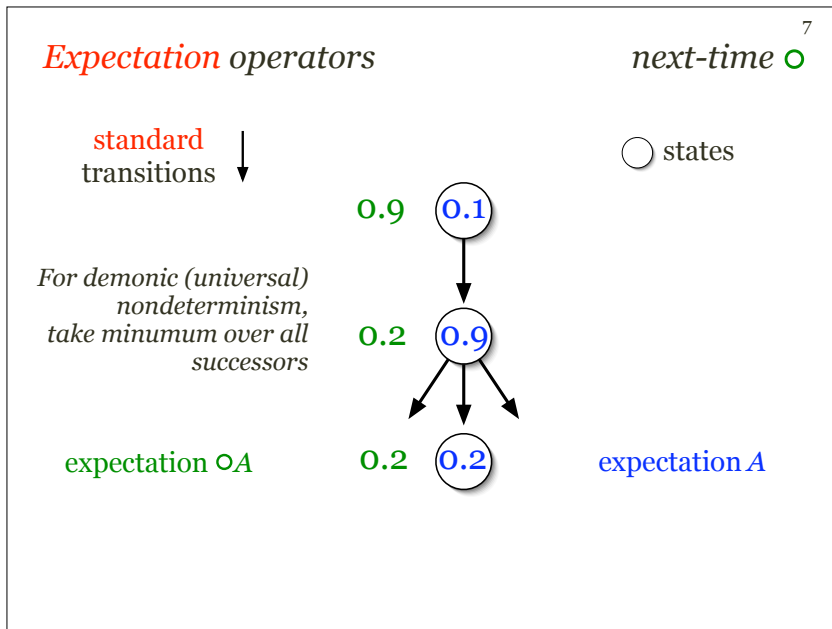 7
Expectation operators
next-time ○
standard
transitions
states
0.9
0.1
For demonic (universal)
nondeterminism,
take minumum over all
successors
0.2
0.9
expectation ○A
0.2
0.2
expectation A